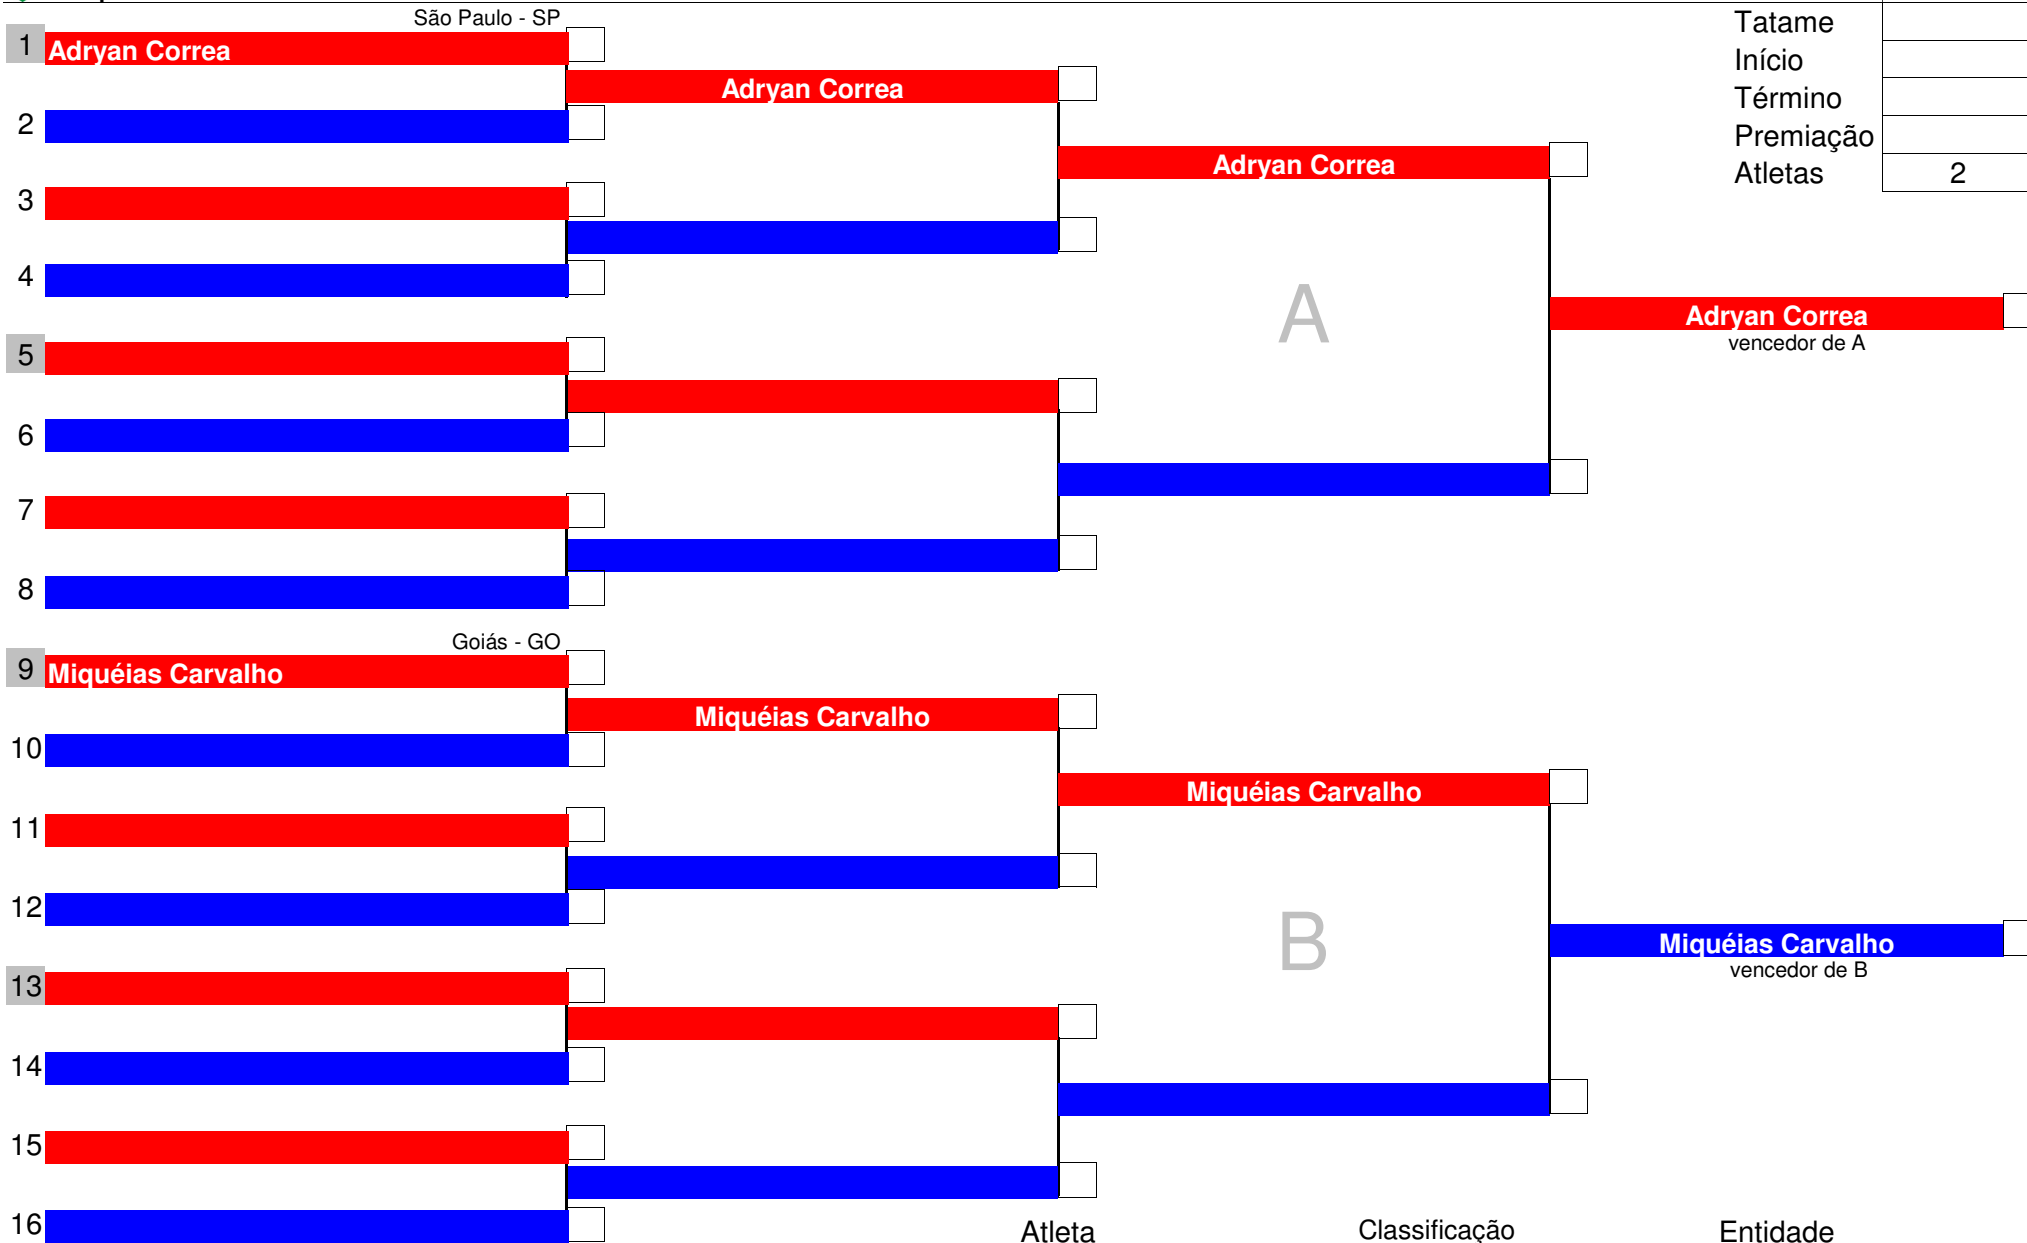 São Paulo - SP
Tatame
1 Adryan Correa
Início
Adryan Correa
Término
2
Premiação
Adryan Correa
Atletas 2
3
4
A
Adryan Correa
vencedor de A
5
6
7
8
Goiás - GO
9 Miquéias Carvalho
Miquéias Carvalho
10
Miquéias Carvalho
11
12
B
Miquéias Carvalho
vencedor de B
13
14
15
16
Atleta Classificação Entidade